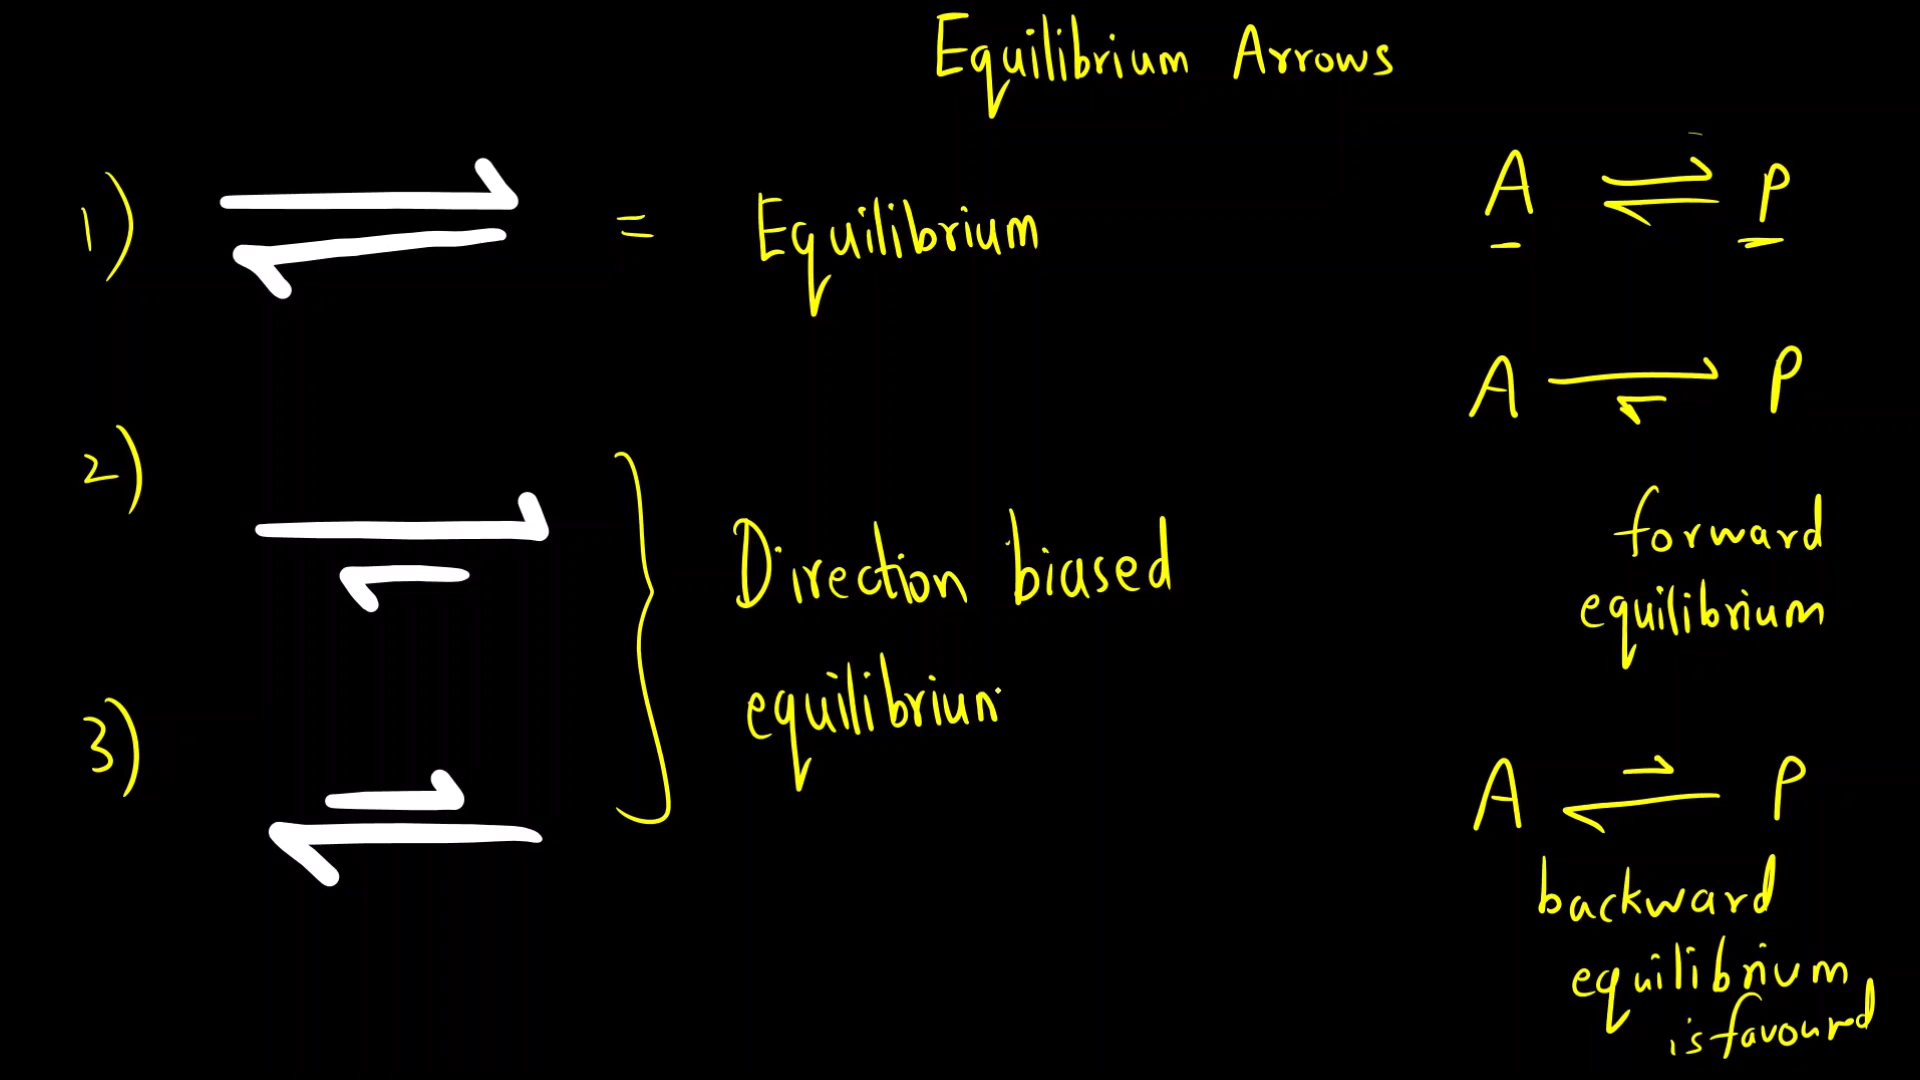 Equilibrium Arrows
1) ⇌ = Equilibrium
A ⇌ P
A ⇌ P
2)
forward
Direction biased
equilibrium
equilibriun
3)
A ⇌ P
backward
equilibrium
is favoured